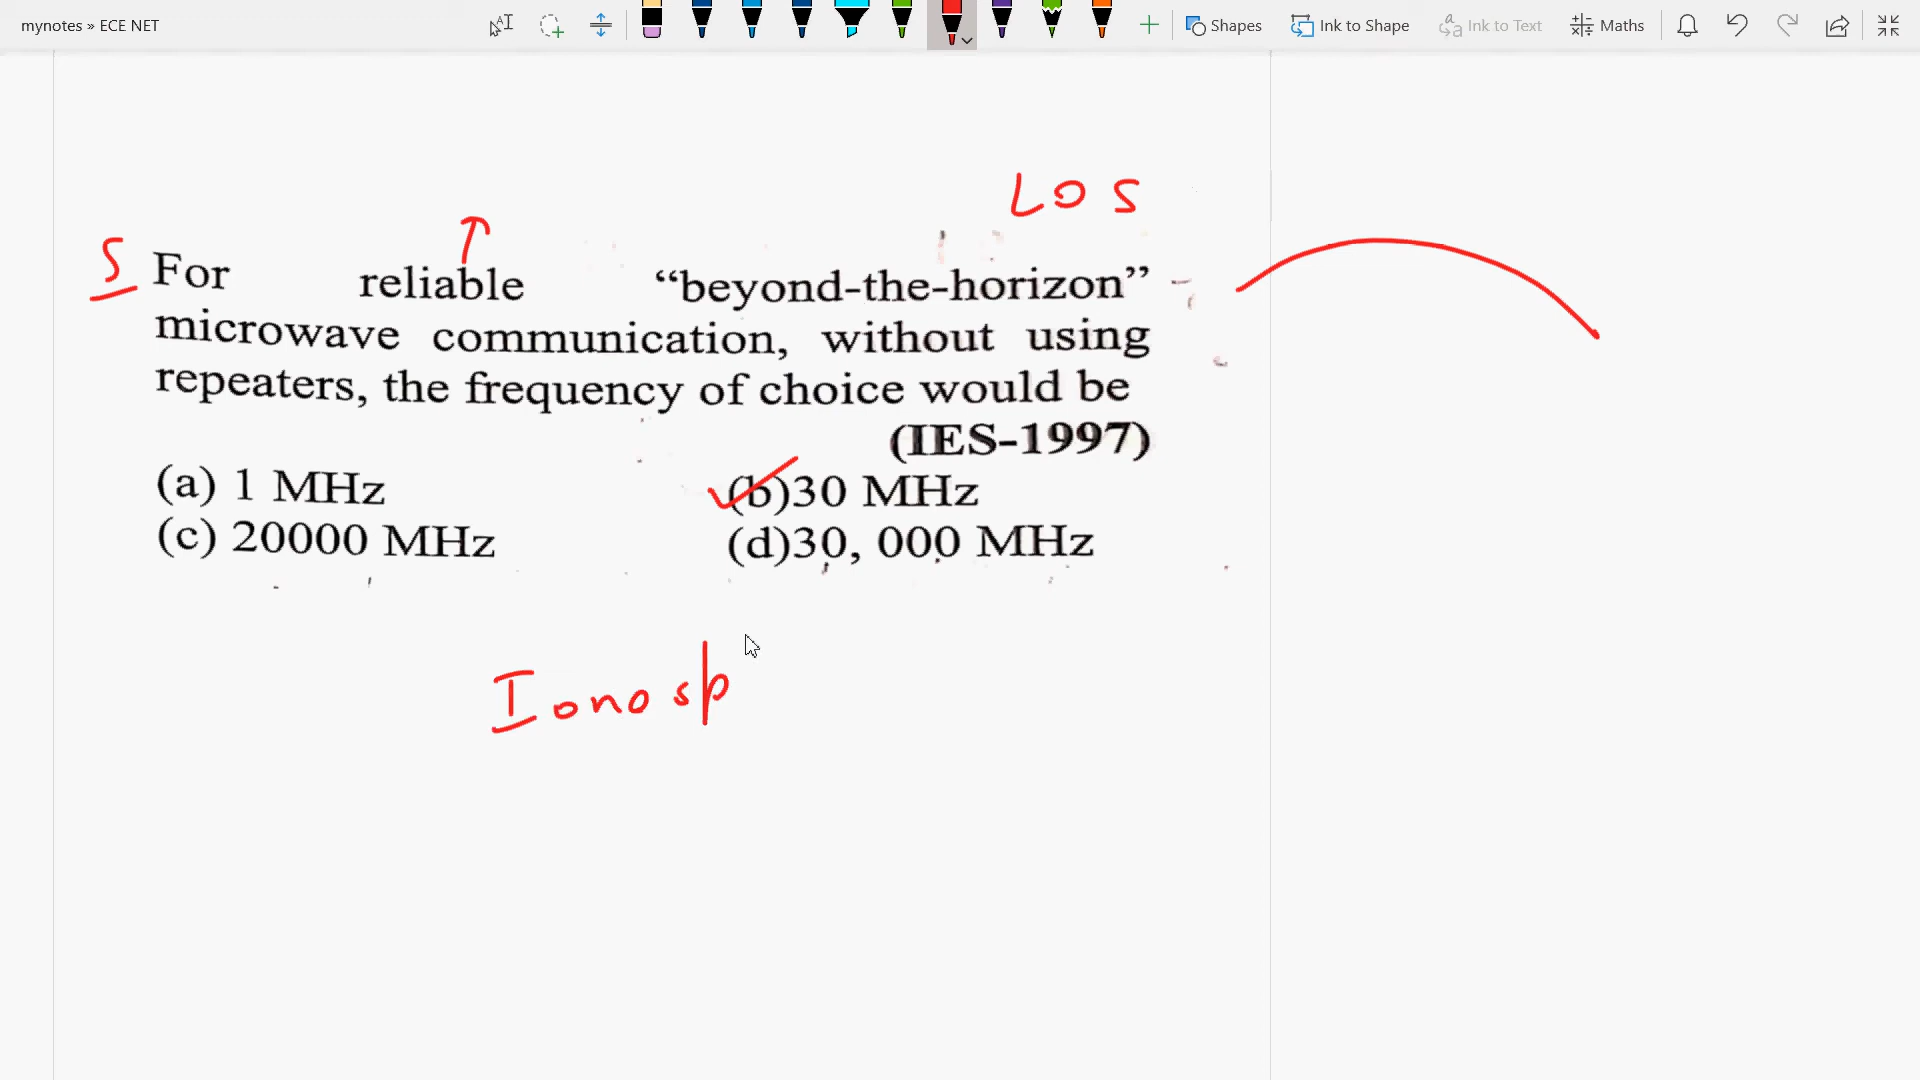 mynotes » ECE NET
Shapes
Ink to Shape
Ink to Text
Maths
LOS
5 For reliable “beyond-the-horizon”
microwave communication, without using
repeaters, the frequency of choice would be
(IES-1997)
(a) 1 MHz (b)30 MHz
(c) 20000 MHz (d)30, 000 MHz
Ionosp